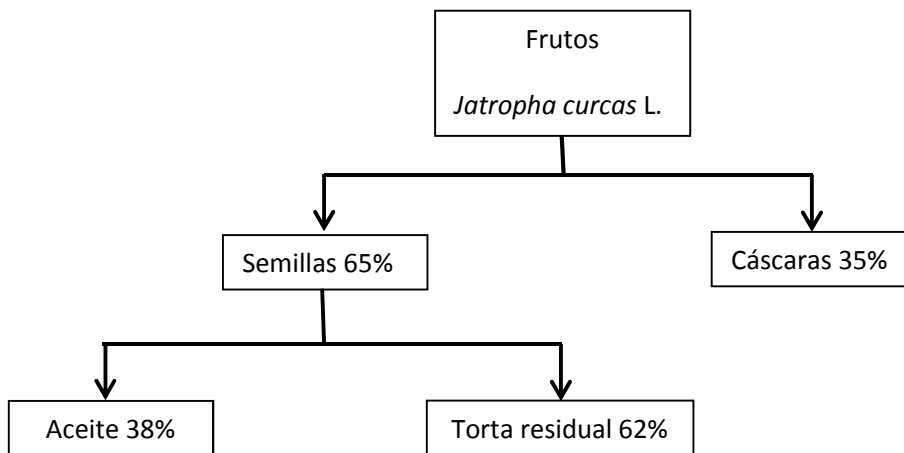 Frutos
Jatropha curcas L.
Semillas 65%
Cáscaras 35%
Aceite 38%
Torta residual 62%